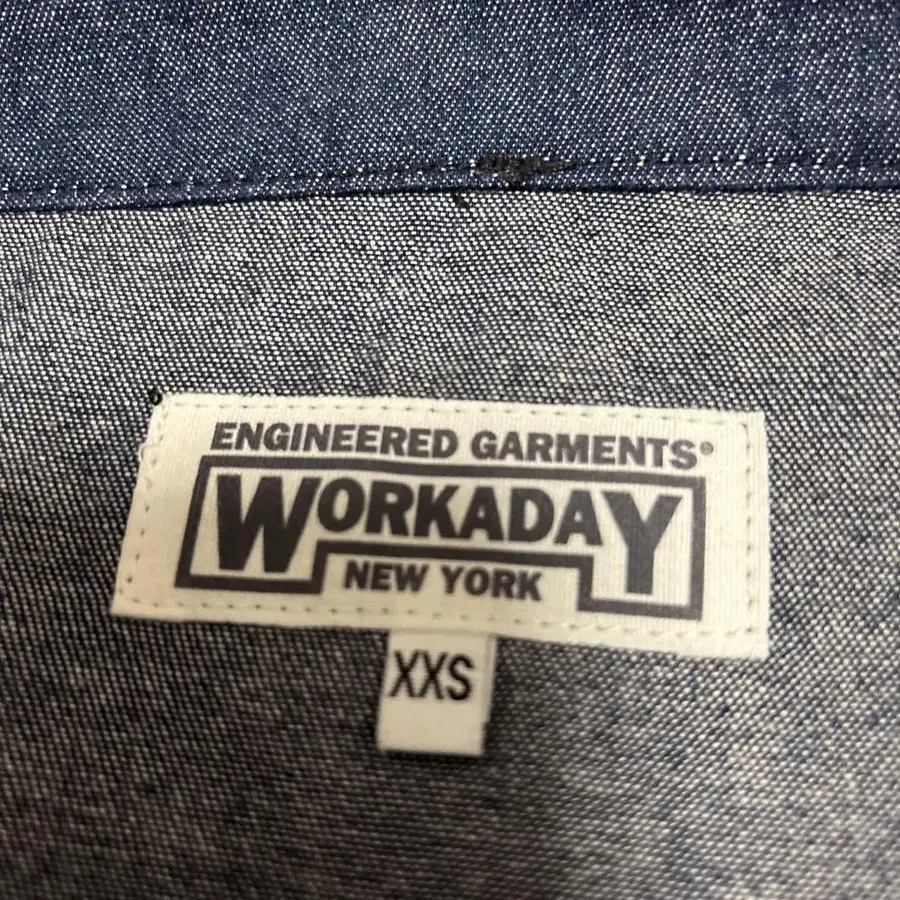 ENGINEERED GARMENTS®
WORKADAY
NEW YORK
XXS